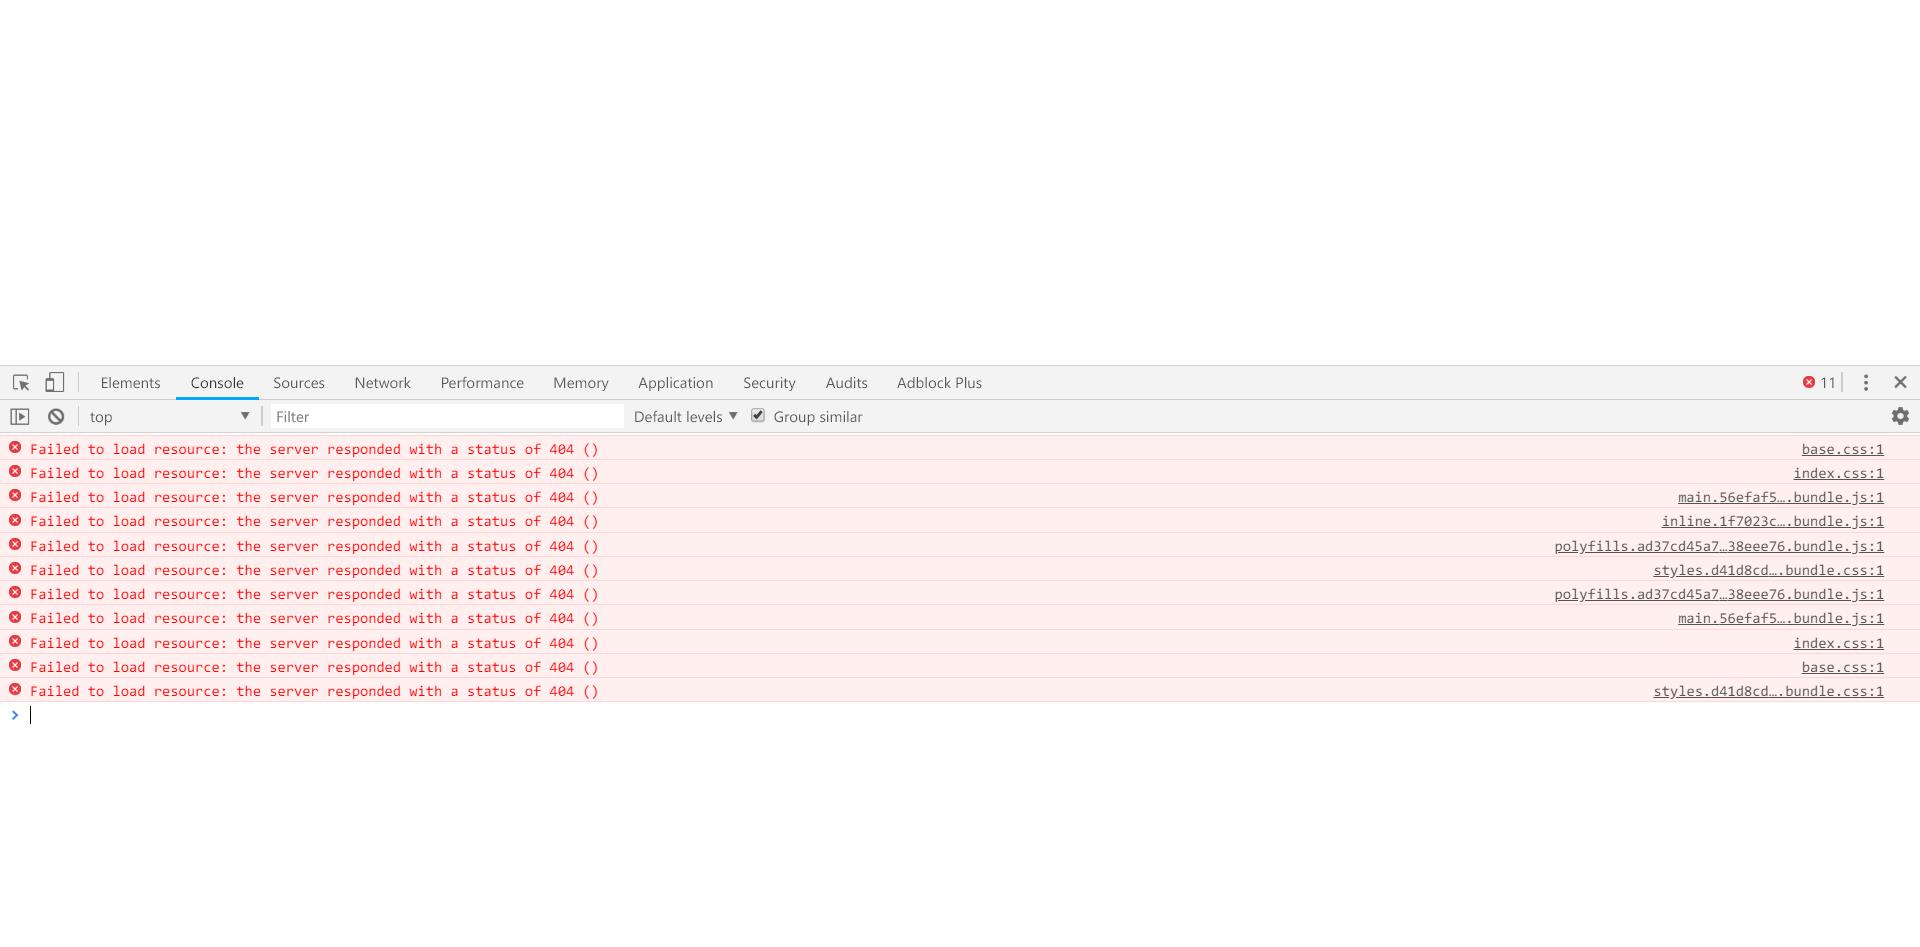 Elements Console Sources Network Performance Memory Application Security Audits Adblock Plus 11
top Filter Default levels Group similar
Failed to load resource: the server responded with a status of 404 () base.css:1
Failed to load resource: the server responded with a status of 404 () index.css:1
Failed to load resource: the server responded with a status of 404 () main.56efaf5….bundle.js:1
Failed to load resource: the server responded with a status of 404 () inline.1f7023c….bundle.js:1
Failed to load resource: the server responded with a status of 404 () polyfills.ad37cd45a7…38eee76.bundle.js:1
Failed to load resource: the server responded with a status of 404 () styles.d41d8cd….bundle.css:1
Failed to load resource: the server responded with a status of 404 () polyfills.ad37cd45a7…38eee76.bundle.js:1
Failed to load resource: the server responded with a status of 404 () main.56efaf5….bundle.js:1
Failed to load resource: the server responded with a status of 404 () index.css:1
Failed to load resource: the server responded with a status of 404 () base.css:1
Failed to load resource: the server responded with a status of 404 () styles.d41d8cd….bundle.css:1